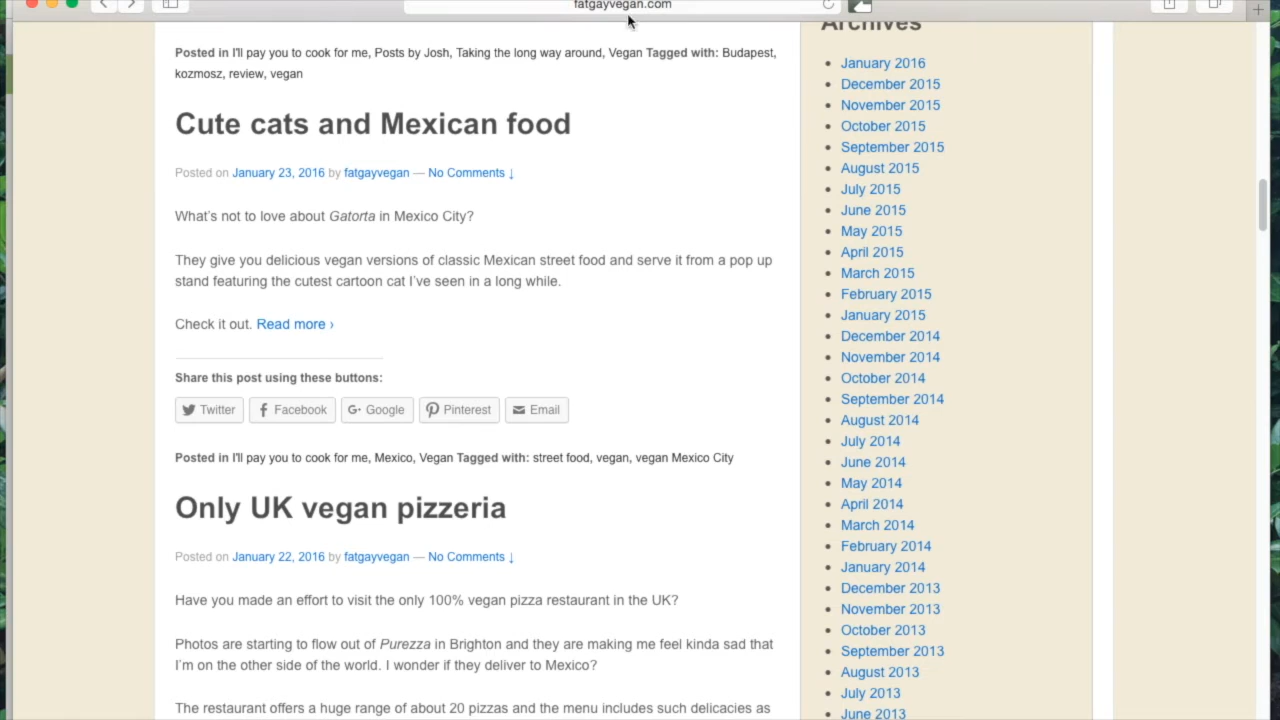 fatgayvegan.com
Posted in I'll pay you to cook for me, Posts by Josh, Taking the long way around, Vegan Tagged with: Budapest,
kozmosz, review, vegan
Cute cats and Mexican food
Posted on January 23, 2016 by fatgayvegan — No Comments ↓
What's not to love about Gatorta in Mexico City?
They give you delicious vegan versions of classic Mexican street food and serve it from a pop up
stand featuring the cutest cartoon cat I've seen in a long while.
Check it out. Read more ›
Share this post using these buttons:
Twitter Facebook Google Pinterest Email
Posted in I'll pay you to cook for me, Mexico, Vegan Tagged with: street food, vegan, vegan Mexico City
Only UK vegan pizzeria
Posted on January 22, 2016 by fatgayvegan — No Comments ↓
Have you made an effort to visit the only 100% vegan pizza restaurant in the UK?
Photos are starting to flow out of Purezza in Brighton and they are making me feel kinda sad that
I'm on the other side of the world. I wonder if they deliver to Mexico?
The restaurant offers a huge range of about 20 pizzas and the menu includes such delicacies as
Archives
January 2016
December 2015
November 2015
October 2015
September 2015
August 2015
July 2015
June 2015
May 2015
April 2015
March 2015
February 2015
January 2015
December 2014
November 2014
October 2014
September 2014
August 2014
July 2014
June 2014
May 2014
April 2014
March 2014
February 2014
January 2014
December 2013
November 2013
October 2013
September 2013
August 2013
July 2013
June 2013